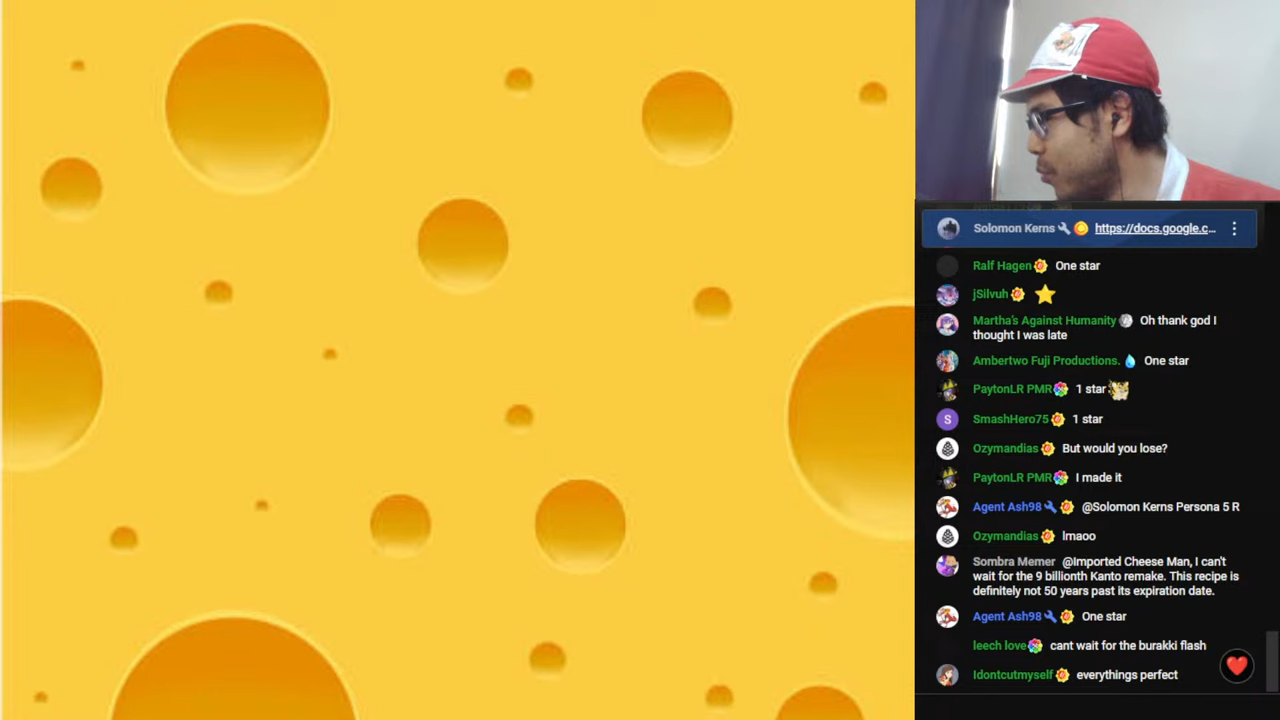 Solomon Kerns https://docs.google.c...
Ralf Hagen One star
jSilvuh
Martha's Against Humanity Oh thank god I
thought I was late
Ambertwo Fuji Productions. One star
PaytonLR PMR 1 star
S SmashHero75 1 star
Ozymandias But would you lose?
PaytonLR PMR I made it
Agent Ash98 @Solomon Kerns Persona 5 R
Ozymandias lmaoo
Sombra Memer @Imported Cheese Man, I can't
wait for the 9 billionth Kanto remake. This recipe is
definitely not 50 years past its expiration date.
Agent Ash98 One star
leech love cant wait for the burakki flash
Idontcutmyself everythings perfect